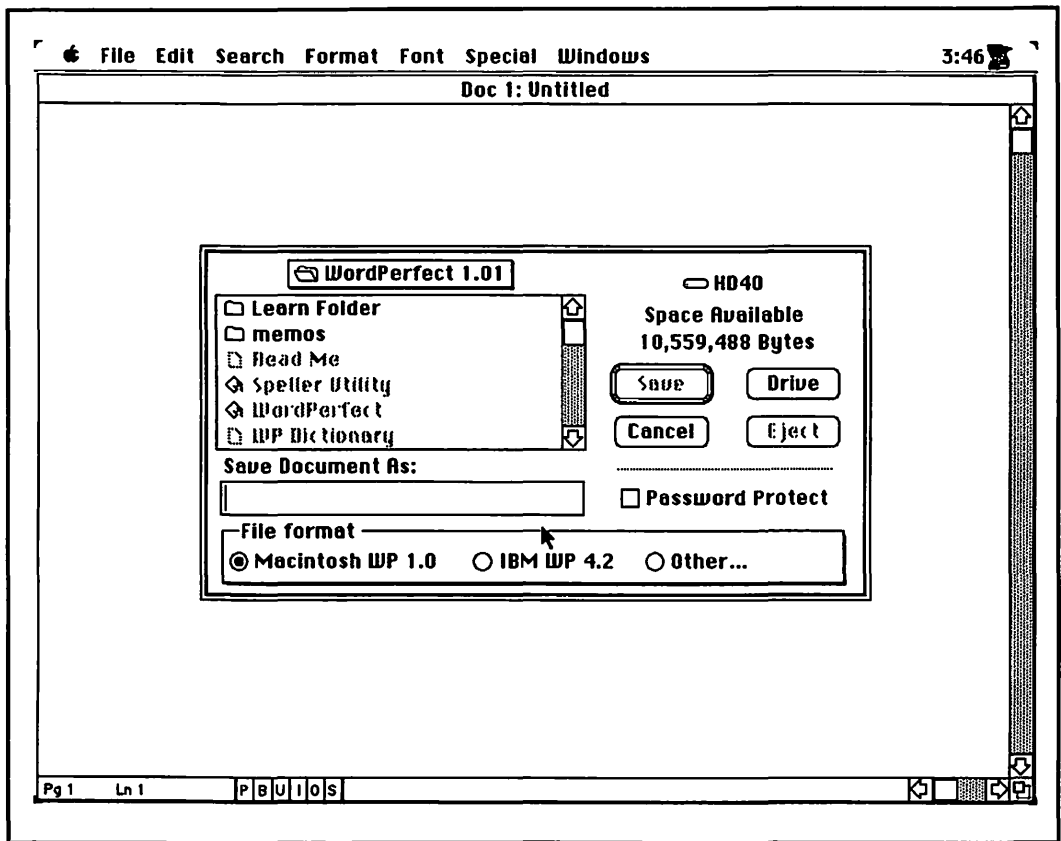 File Edit Search Format Font Special Windows 3:46
Doc 1: Untitled
WordPerfect 1.01
Learn Folder
memos
Read Me
Speller Utility
WordPerfect
WP Dictionary
HD40
Space Available
10,559,488 Bytes
Save Drive
Cancel Eject
Save Document As:
Password Protect
File format
Macintosh WP 1.0 IBM WP 4.2 Other...
Pg 1 Ln 1 P B U I O S